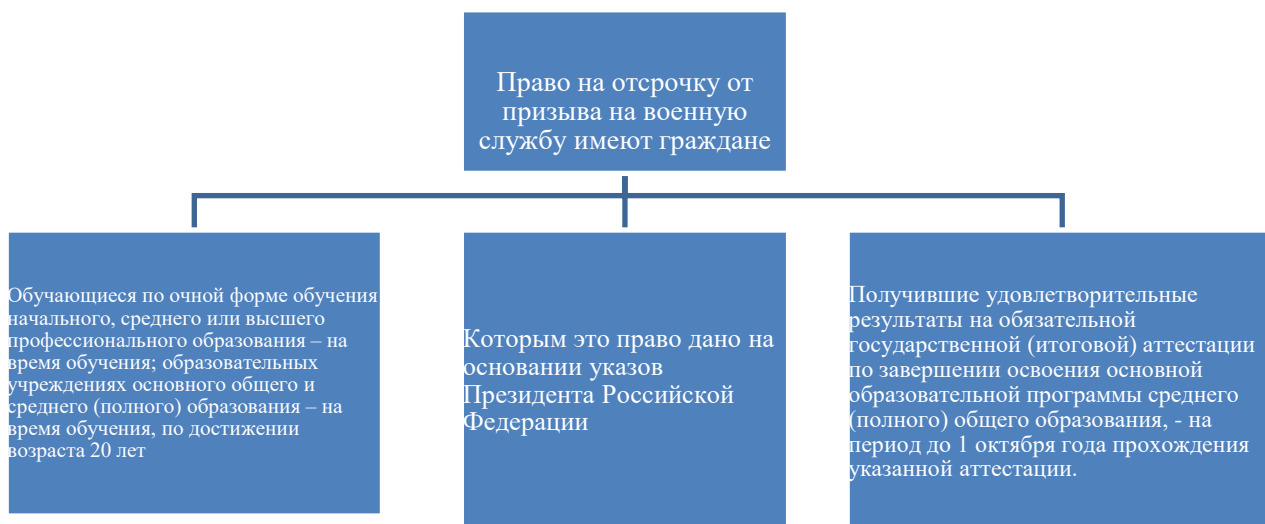 Право на отсрочку от
призыва на военную
службу имеют граждане
Обучающиеся по очной форме обучения
начального, среднего или высшего
профессионального образования – на
время обучения; образовательных
учреждениях основного общего и
среднего (полного) образования – на
время обучения, по достижении
возраста 20 лет
Которым это право дано на
основании указов
Президента Российской
Федерации
Получившие удовлетворительные
результаты на обязательной
государственной (итоговой) аттестации
по завершении освоения основной
образовательной программы среднего
(полного) общего образования, - на
период до 1 октября года прохождения
указанной аттестации.